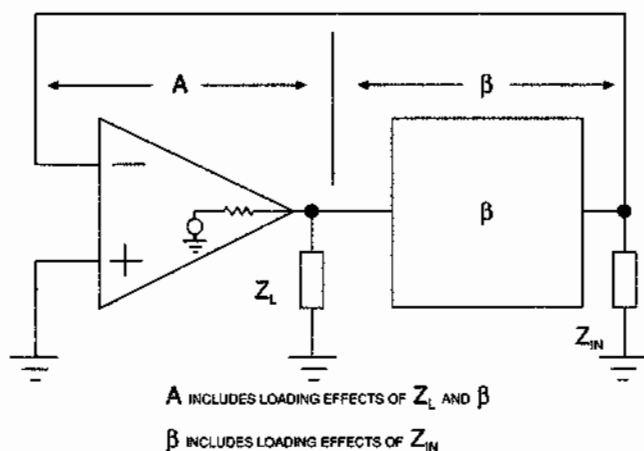 A
β
−
+
β
Z_L
Z_IN
A INCLUDES LOADING EFFECTS OF Z_L AND β
β INCLUDES LOADING EFFECTS OF Z_IN